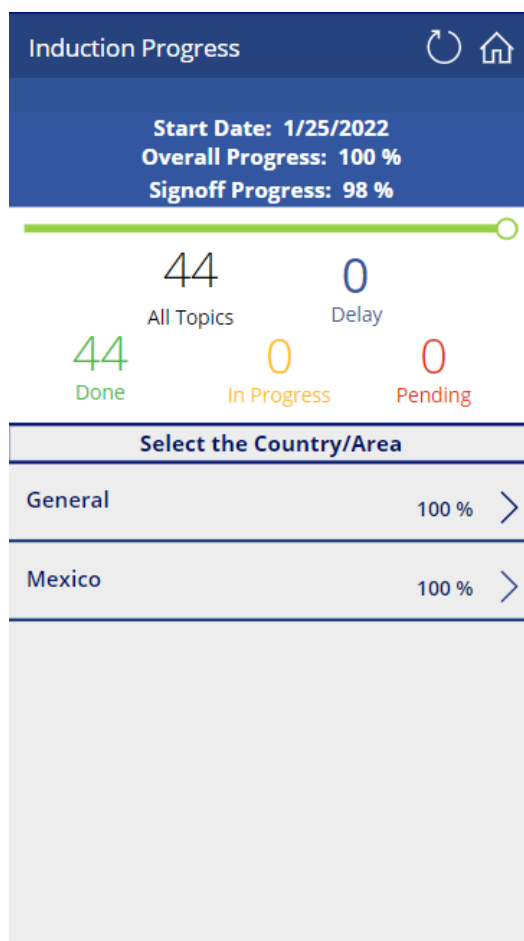 Induction Progress
Start Date: 1/25/2022
Overall Progress: 100 %
Signoff Progress: 98 %
44
All Topics
0
Delay
44
Done
0
In Progress
0
Pending
Select the Country/Area
General
100 %
Mexico
100 %